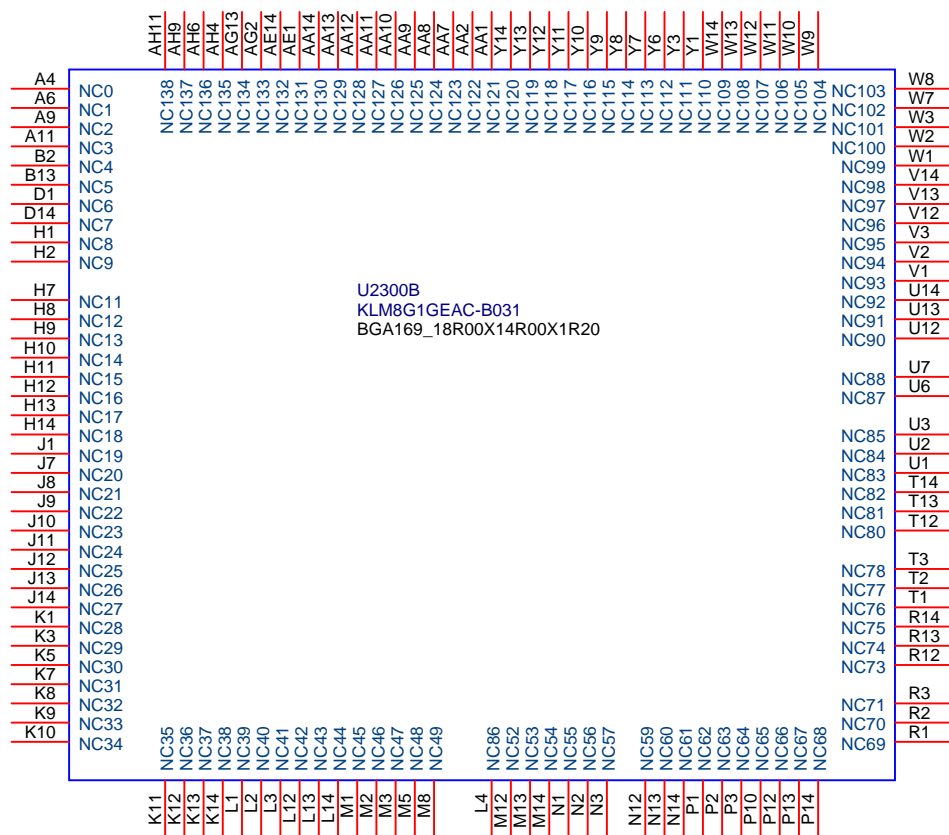 AH11 AH9 AH6 AH4 AG13 AG2 AE14 AE1 AA14 AA13 AA12 AA11 AA10 AA9 AA8 AA7 AA2 AA1 Y14 Y13 Y12 Y11 Y10 Y9 Y8 Y7 Y6 Y3 Y1 W14 W13 W12 W11 W10 W9
NC138 NC137 NC136 NC135 NC134 NC133 NC132 NC131 NC130 NC129 NC128 NC127 NC126 NC125 NC124 NC123 NC122 NC121 NC120 NC119 NC118 NC117 NC116 NC115 NC114 NC113 NC112 NC111 NC110 NC109 NC108 NC107 NC106 NC105 NC104
A4 NC0
A6 NC1
A9 NC2
A11 NC3
B2 NC4
B13 NC5
D1 NC6
D14 NC7
H1 NC8
H2 NC9
H7 NC11
H8 NC12
H9 NC13
H10 NC14
H11 NC15
H12 NC16
H13 NC17
H14 NC18
J1 NC19
J7 NC20
J8 NC21
J9 NC22
J10 NC23
J11 NC24
J12 NC25
J13 NC26
J14 NC27
K1 NC28
K3 NC29
K5 NC30
K7 NC31
K8 NC32
K9 NC33
K10 NC34
U2300B
KLM8G1GEAC-B031
BGA169_18R00X14R00X1R20
NC103 W8
NC102 W7
NC101 W3
NC100 W2
NC99 W1
NC98 V14
NC97 V13
NC96 V12
NC95 V3
NC94 V2
NC93 V1
NC92 U14
NC91 U13
NC90 U12
NC88 U7
NC87 U6
NC85 U3
NC84 U2
NC83 U1
NC82 T14
NC81 T13
NC80 T12
NC78 T3
NC77 T2
NC76 T1
NC75 R14
NC74 R13
NC73 R12
NC71 R3
NC70 R2
NC69 R1
NC35 NC36 NC37 NC38 NC39 NC40 NC41 NC42 NC43 NC44 NC45 NC46 NC47 NC48 NC49 NC86 NC52 NC53 NC54 NC55 NC56 NC57 NC59 NC60 NC61 NC62 NC63 NC64 NC65 NC66 NC67 NC68
K11 K12 K13 K14 L1 L2 L3 L12 L13 L14 M1 M2 M3 M5 M8 L4 M12 M13 M14 N1 N2 N3 N12 N13 N14 P1 P2 P3 P10 P12 P13 P14